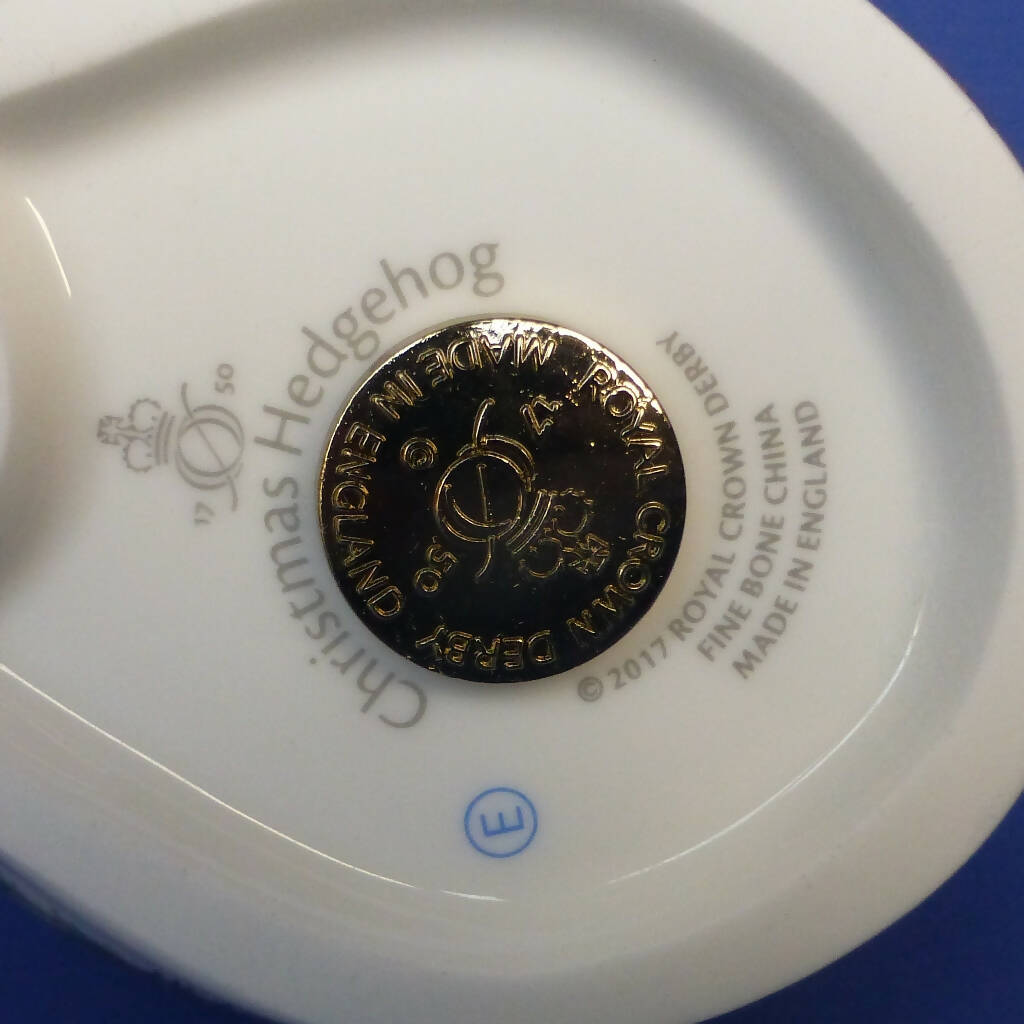 17 50
Christmas Hedgehog
ROYAL CROWN DERBY
MADE IN ENGLAND
©
17 50
© 2017 ROYAL CROWN DERBY
FINE BONE CHINA
MADE IN ENGLAND
E